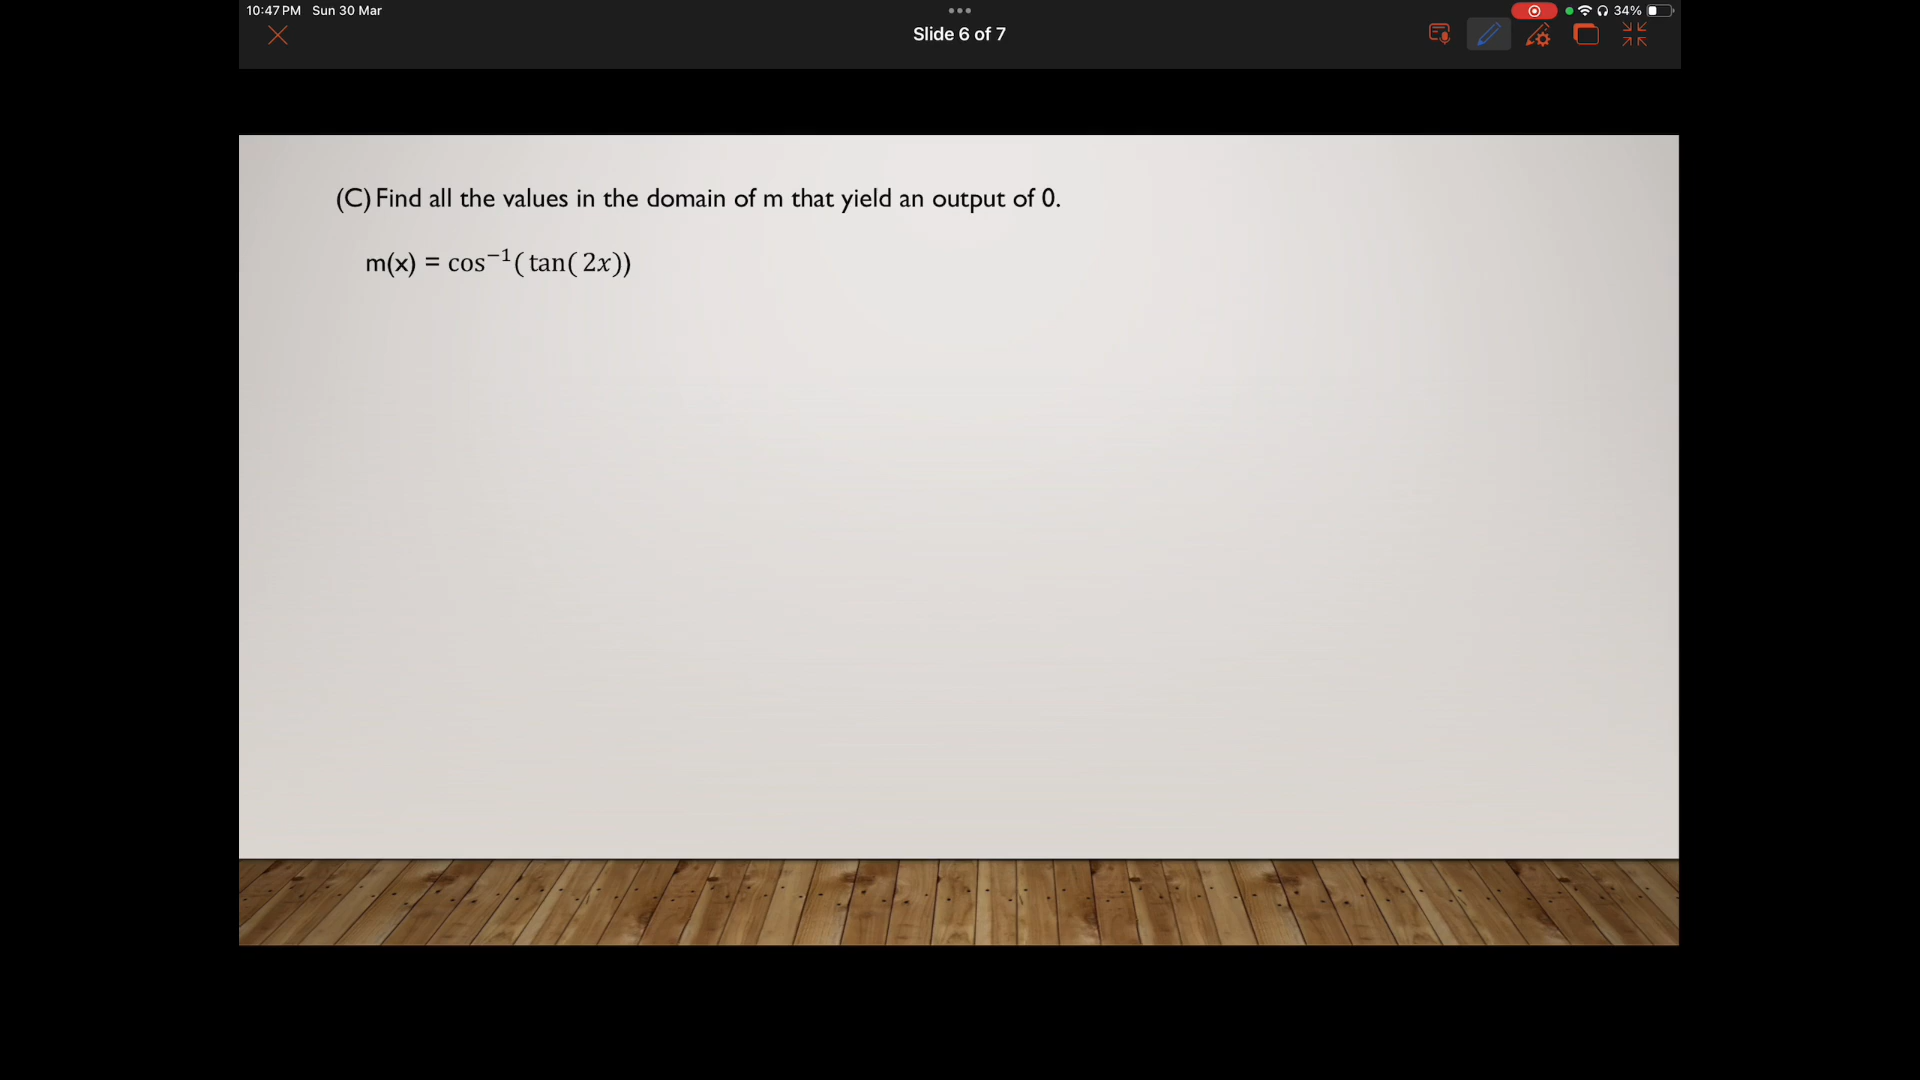 10:47 PM Sun 30 Mar
34%
Slide 6 of 7
(C) Find all the values in the domain of m that yield an output of 0.
m(x) = cos⁻¹( tan( 2x))